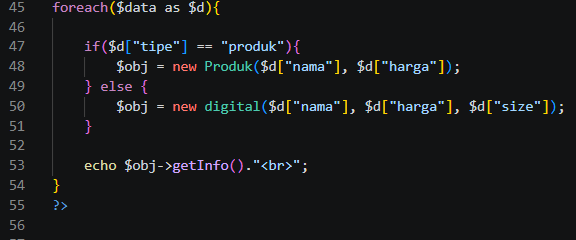 45 foreach($data as $d){
46
47     if($d["tipe"] == "produk"){
48         $obj = new Produk($d["nama"], $d["harga"]);
49     } else {
50         $obj = new digital($d["nama"], $d["harga"], $d["size"]);
51     }
52
53     echo $obj->getInfo()."<br>";
54 }
55 ?>
56